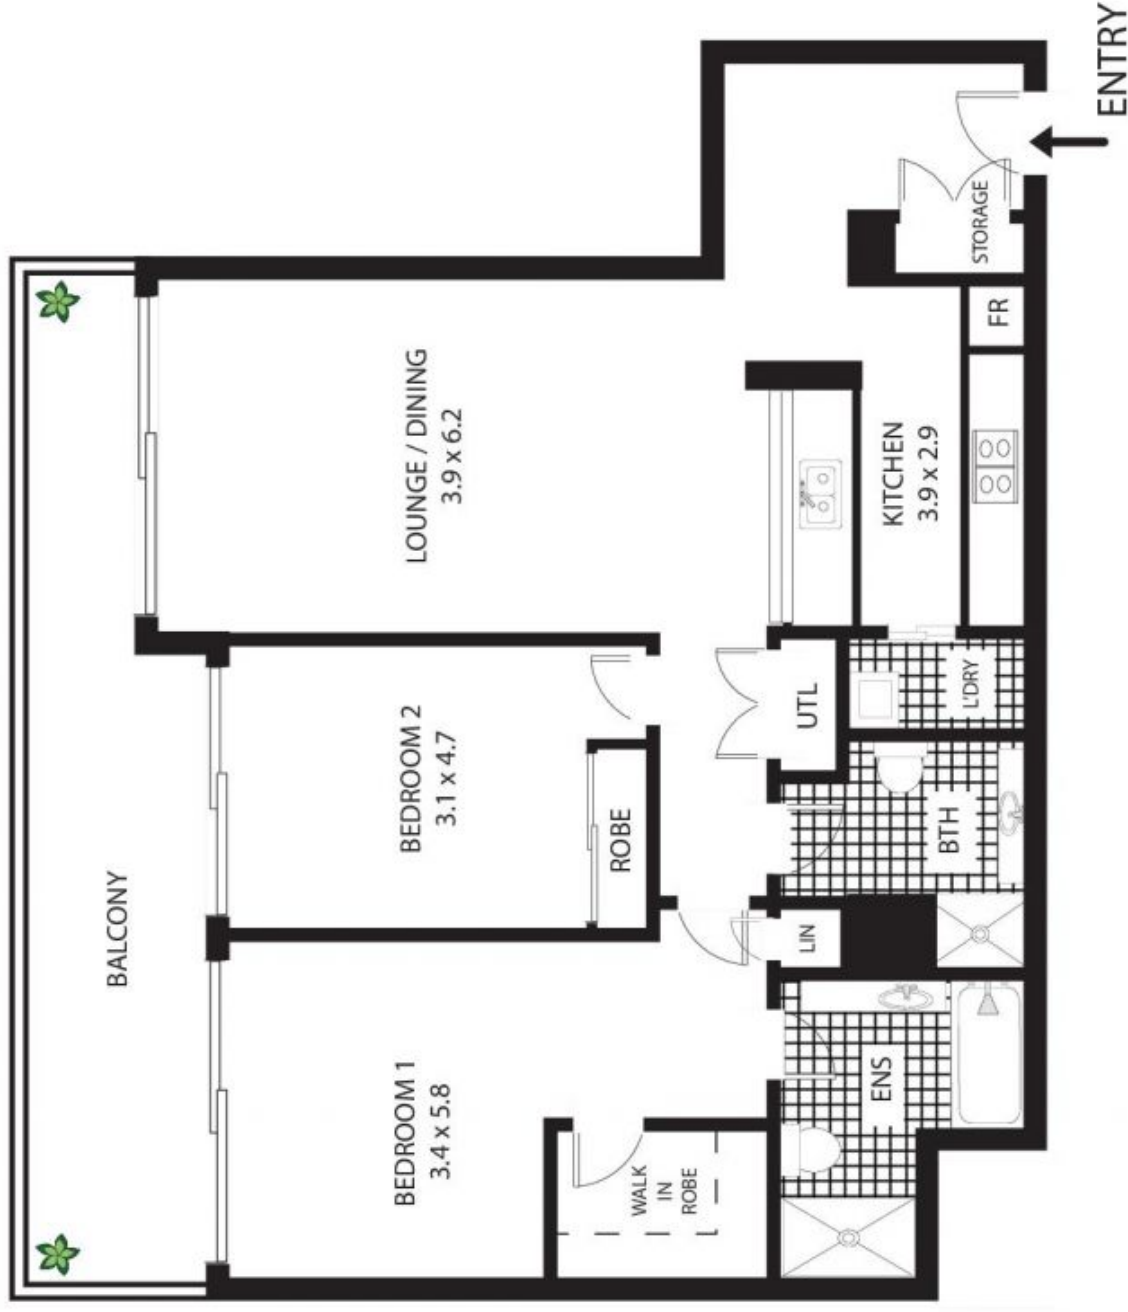 BALCONY
BEDROOM 1
3.4 x 5.8
BEDROOM 2
3.1 x 4.7
LOUNGE / DINING
3.9 x 6.2
WALK
IN
ROBE
ROBE
ENS
LIN
BTH
UTL
L'DRY
KITCHEN
3.9 x 2.9
FR
STORAGE
ENTRY